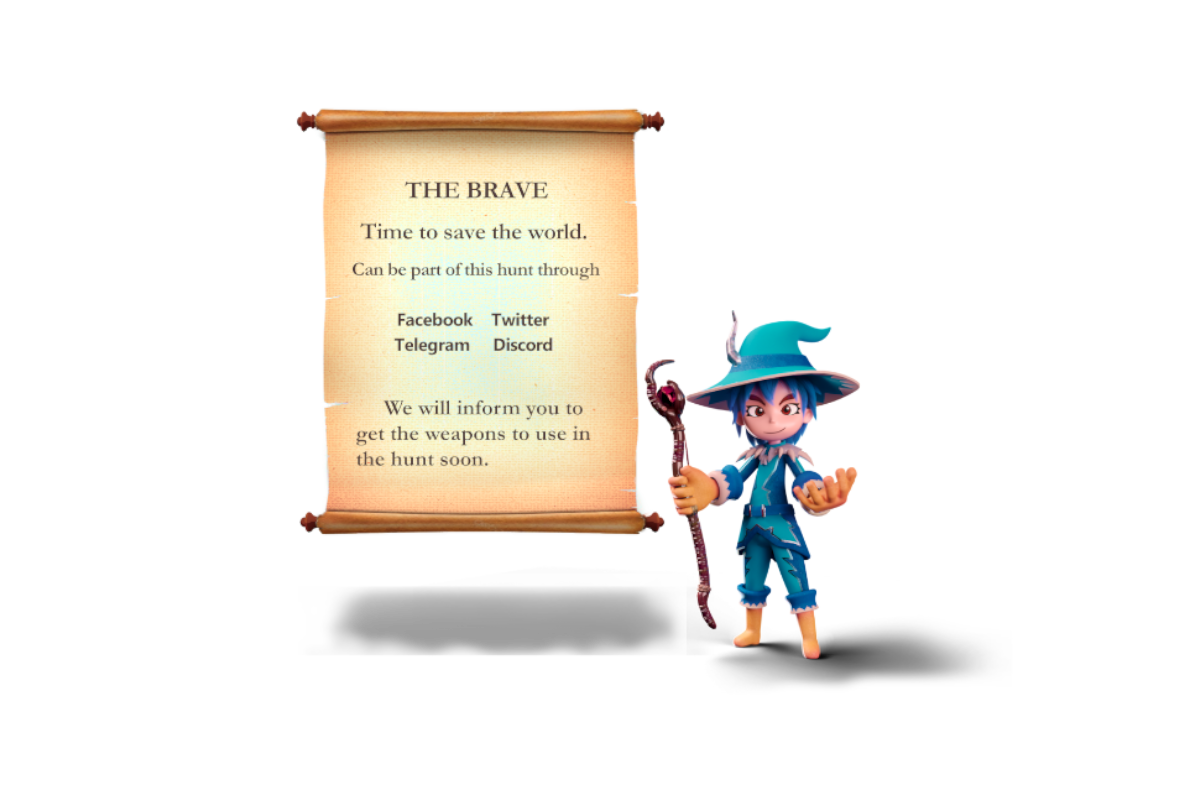 THE BRAVE
Time to save the world.
Can be part of this hunt through
Facebook Twitter
Telegram Discord
We will inform you to
get the weapons to use in
the hunt soon.